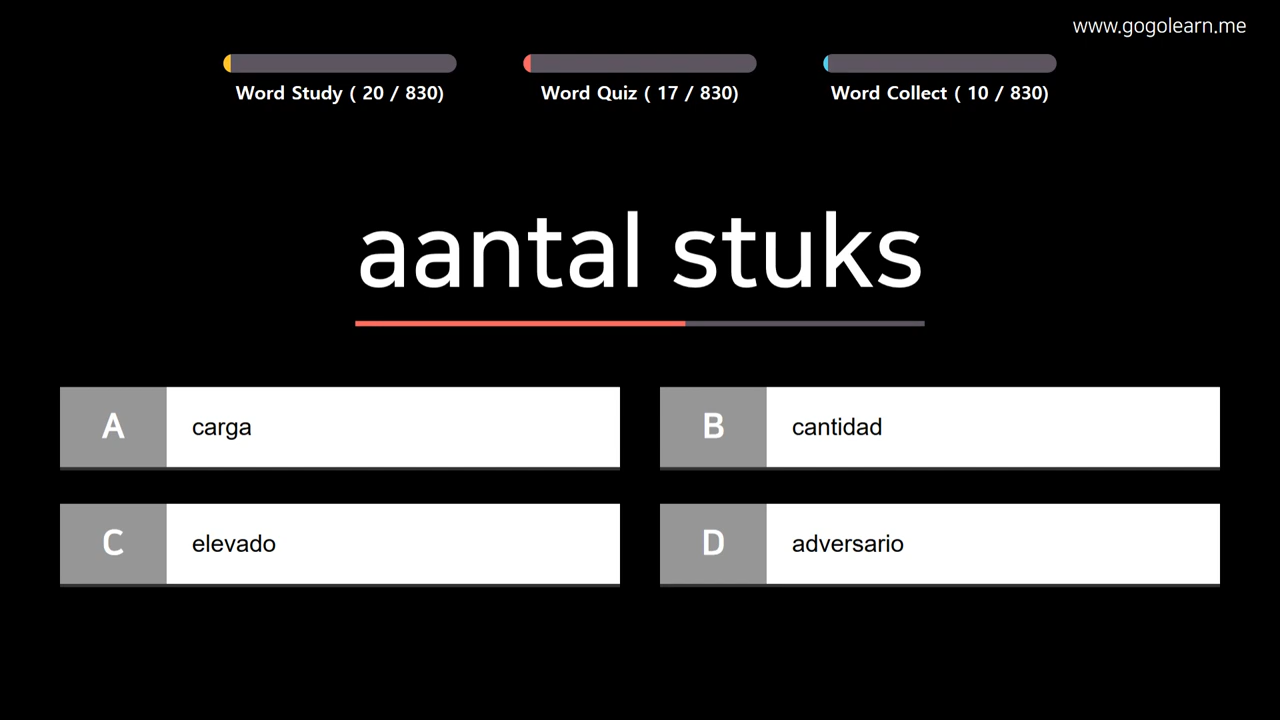 www.gogolearn.me
Word Study ( 20 / 830)
Word Quiz ( 17 / 830)
Word Collect ( 10 / 830)
aantal stuks
A carga
B cantidad
C elevado
D adversario